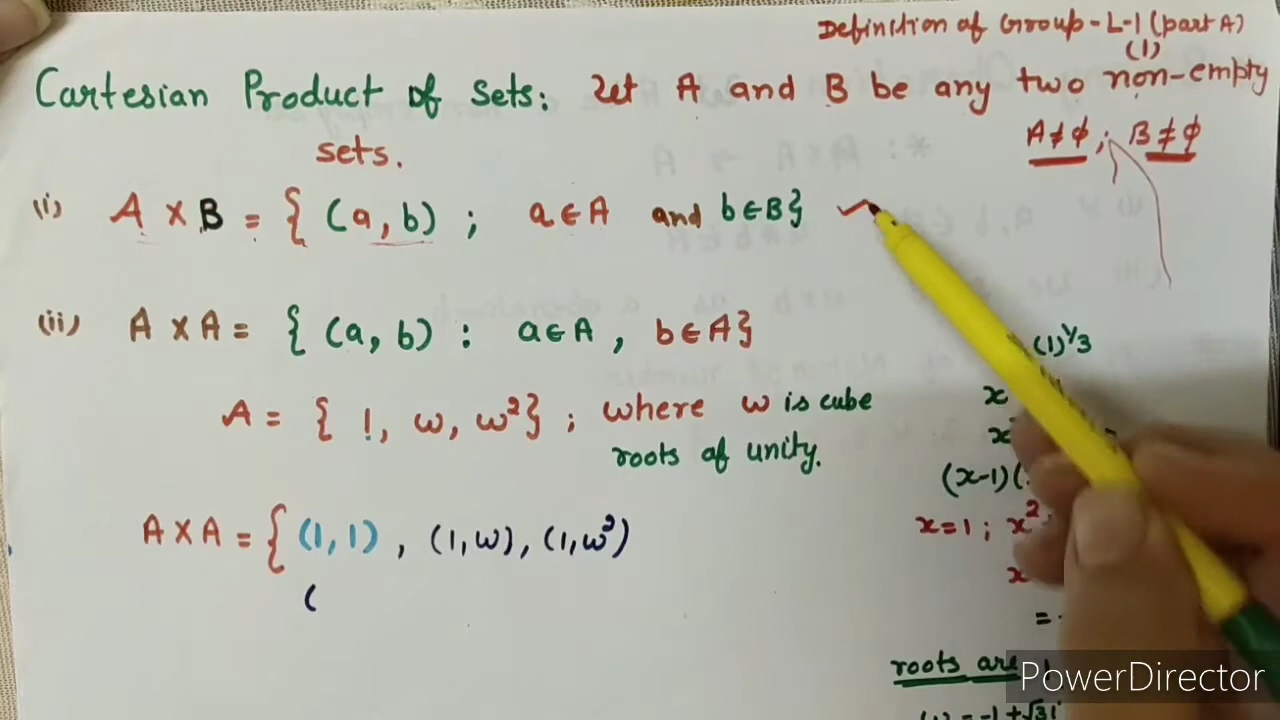 Definition of Group-L-1 (part A)
(1)
Cartesian Product of sets: Let A and B be any two non-empty
sets.
A≠ϕ ; B≠ϕ
(i) A × B = { (a, b) ; a ∈ A and b ∈ B}
(ii) A × A = { (a, b) : a ∈ A , b ∈ A}
(1)^1/3
A = { 1, ω, ω²} ; where ω is cube
roots of unity.
x
x
(x-1)(
A × A = { (1, 1) , (1, ω), (1, ω²)
x=1 ; x²
(
x
=
roots are
ω = -1 + √3i
PowerDirector